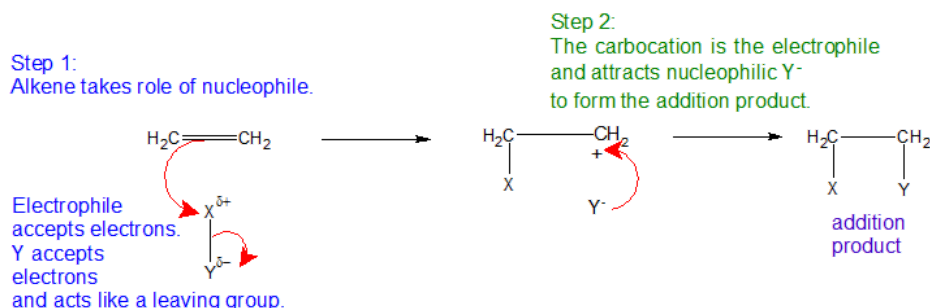 Step 1:
Alkene takes role of nucleophile.
Step 2:
The carbocation is the electrophile
and attracts nucleophilic Y-
to form the addition product.
H2C CH2
H2C CH2
+
H2C CH2
X
Y-
X
Y
Electrophile
accepts electrons.
Y accepts
electrons
and acts like a leaving group.
Xδ+
Yδ−
addition
product